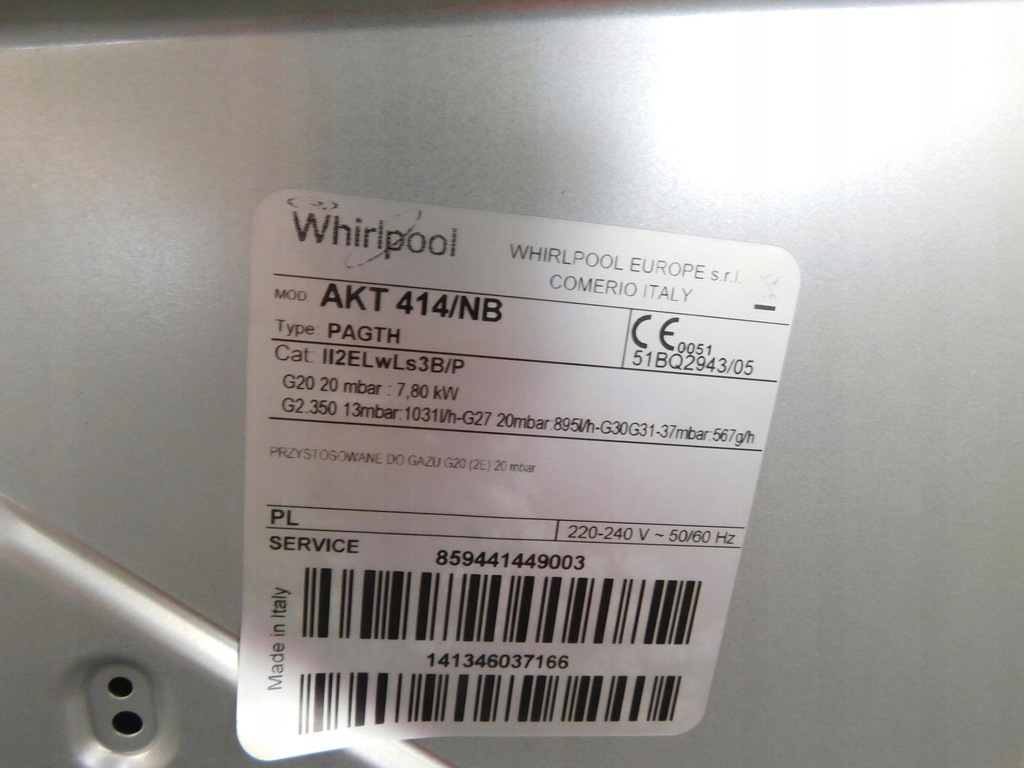 Whirlpool
WHIRLPOOL EUROPE s.r.l.
COMERIO ITALY
MOD. AKT 414/NB
Type: PAGTH
CE 0051
51BQ2943/05
Cat: II2ELwLs3B/P
G20 20 mbar : 7,80 kW
G2.350 13mbar:1031l/h-G27 20mbar:895l/h-G30G31-37mbar:567g/h
PRZYSTOSOWANE DO GAZU G20 (2E) 20 mbar
PL
220-240 V ~ 50/60 Hz
SERVICE
859441449003
141346037166
Made in Italy